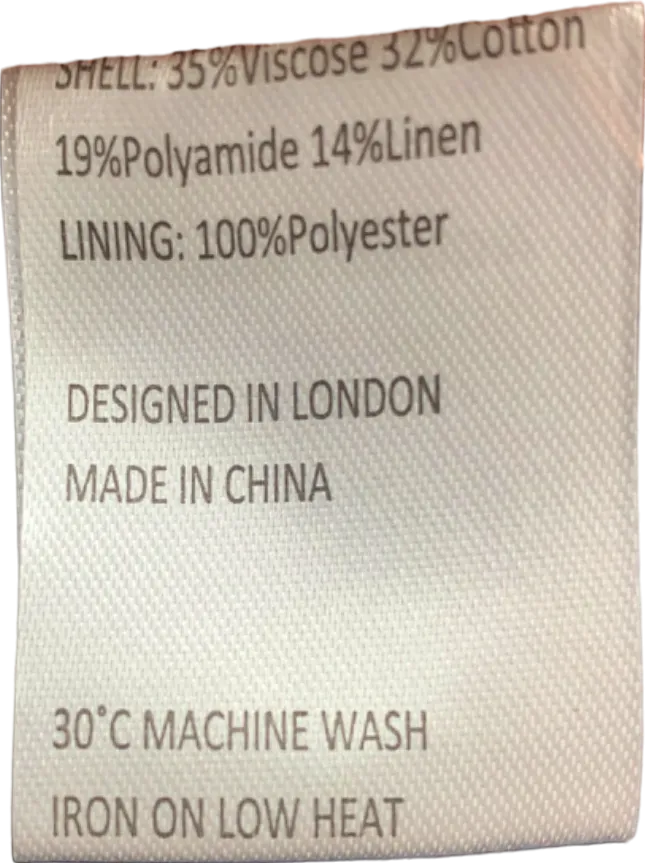 SHELL: 35%Viscose 32%Cotton
19%Polyamide 14%Linen
LINING: 100%Polyester
DESIGNED IN LONDON
MADE IN CHINA
30°C MACHINE WASH
IRON ON LOW HEAT